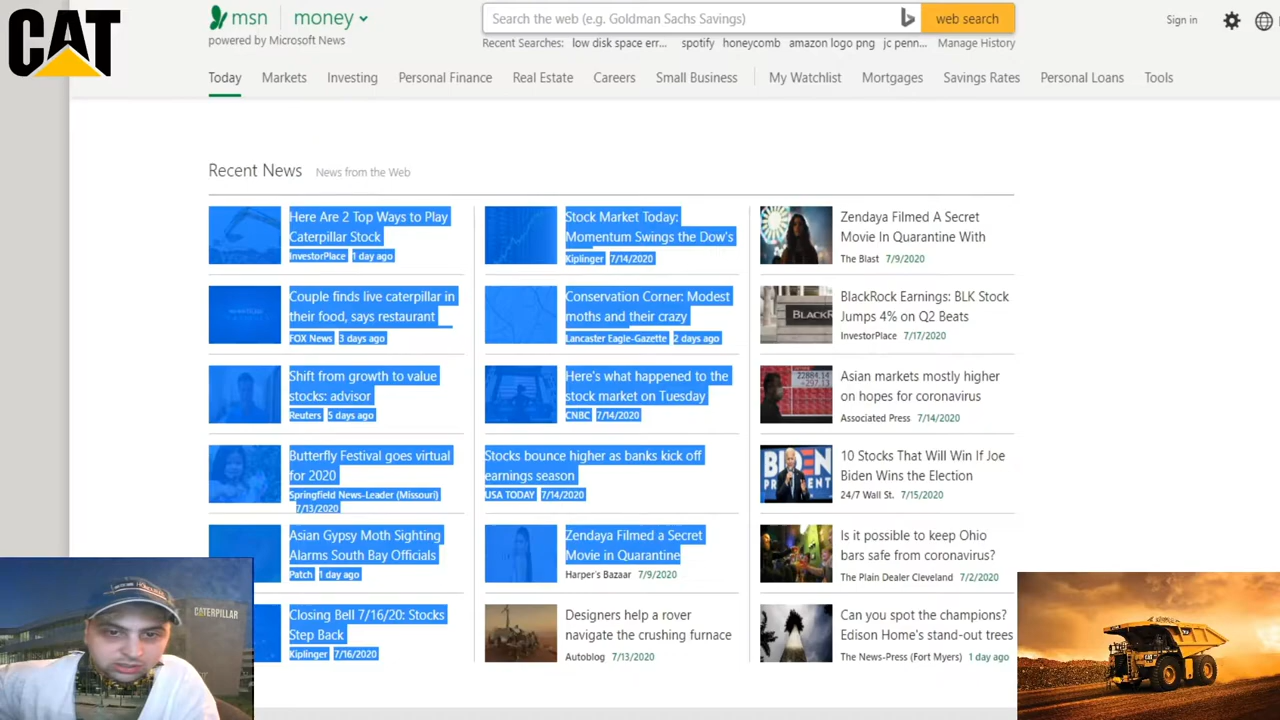 CAT
msn money
powered by Microsoft News
Search the web (e.g. Goldman Sachs Savings)
web search
Sign in
Recent Searches: low disk space err... spotify honeycomb amazon logo png jc penn... Manage History
Today Markets Investing Personal Finance Real Estate Careers Small Business My Watchlist Mortgages Savings Rates Personal Loans Tools
Recent News News from the Web
Here Are 2 Top Ways to Play
Caterpillar Stock
InvestorPlace 1 day ago
Couple finds live caterpillar in
their food, says restaurant
FOX News 3 days ago
Shift from growth to value
stocks: advisor
Reuters 5 days ago
Butterfly Festival goes virtual
for 2020
Springfield News-Leader (Missouri)
7/13/2020
Asian Gypsy Moth Sighting
Alarms South Bay Officials
Patch 1 day ago
Closing Bell 7/16/20: Stocks
Step Back
Kiplinger 7/16/2020
Stock Market Today:
Momentum Swings the Dow's
Kiplinger 7/14/2020
Conservation Corner: Modest
moths and their crazy
Lancaster Eagle-Gazette 2 days ago
Here's what happened to the
stock market on Tuesday
CNBC 7/14/2020
Stocks bounce higher as banks kick off
earnings season
USA TODAY 7/14/2020
Zendaya Filmed a Secret
Movie in Quarantine
Harper's Bazaar 7/9/2020
Designers help a rover
navigate the crushing furnace
Autoblog 7/13/2020
Zendaya Filmed A Secret
Movie In Quarantine With
The Blast 7/9/2020
BlackRock Earnings: BLK Stock
Jumps 4% on Q2 Beats
InvestorPlace 7/17/2020
Asian markets mostly higher
on hopes for coronavirus
Associated Press 7/14/2020
10 Stocks That Will Win If Joe
Biden Wins the Election
24/7 Wall St. 7/15/2020
Is it possible to keep Ohio
bars safe from coronavirus?
The Plain Dealer Cleveland 7/2/2020
Can you spot the champions?
Edison Home's stand-out trees
The News-Press (Fort Myers) 1 day ago
BLACKR
BIDEN
CATERPILLAR